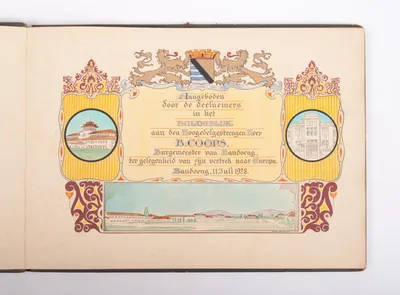 Aangeboden
door de deelnemers
in het
aan den Hoogedelgestrengen Heer
B. COOPS,
Burgemeester van Bandoeng,
ter gelegenheid van zijn vertrek naar Europa.
Bandoeng, 11 Juli 1928.